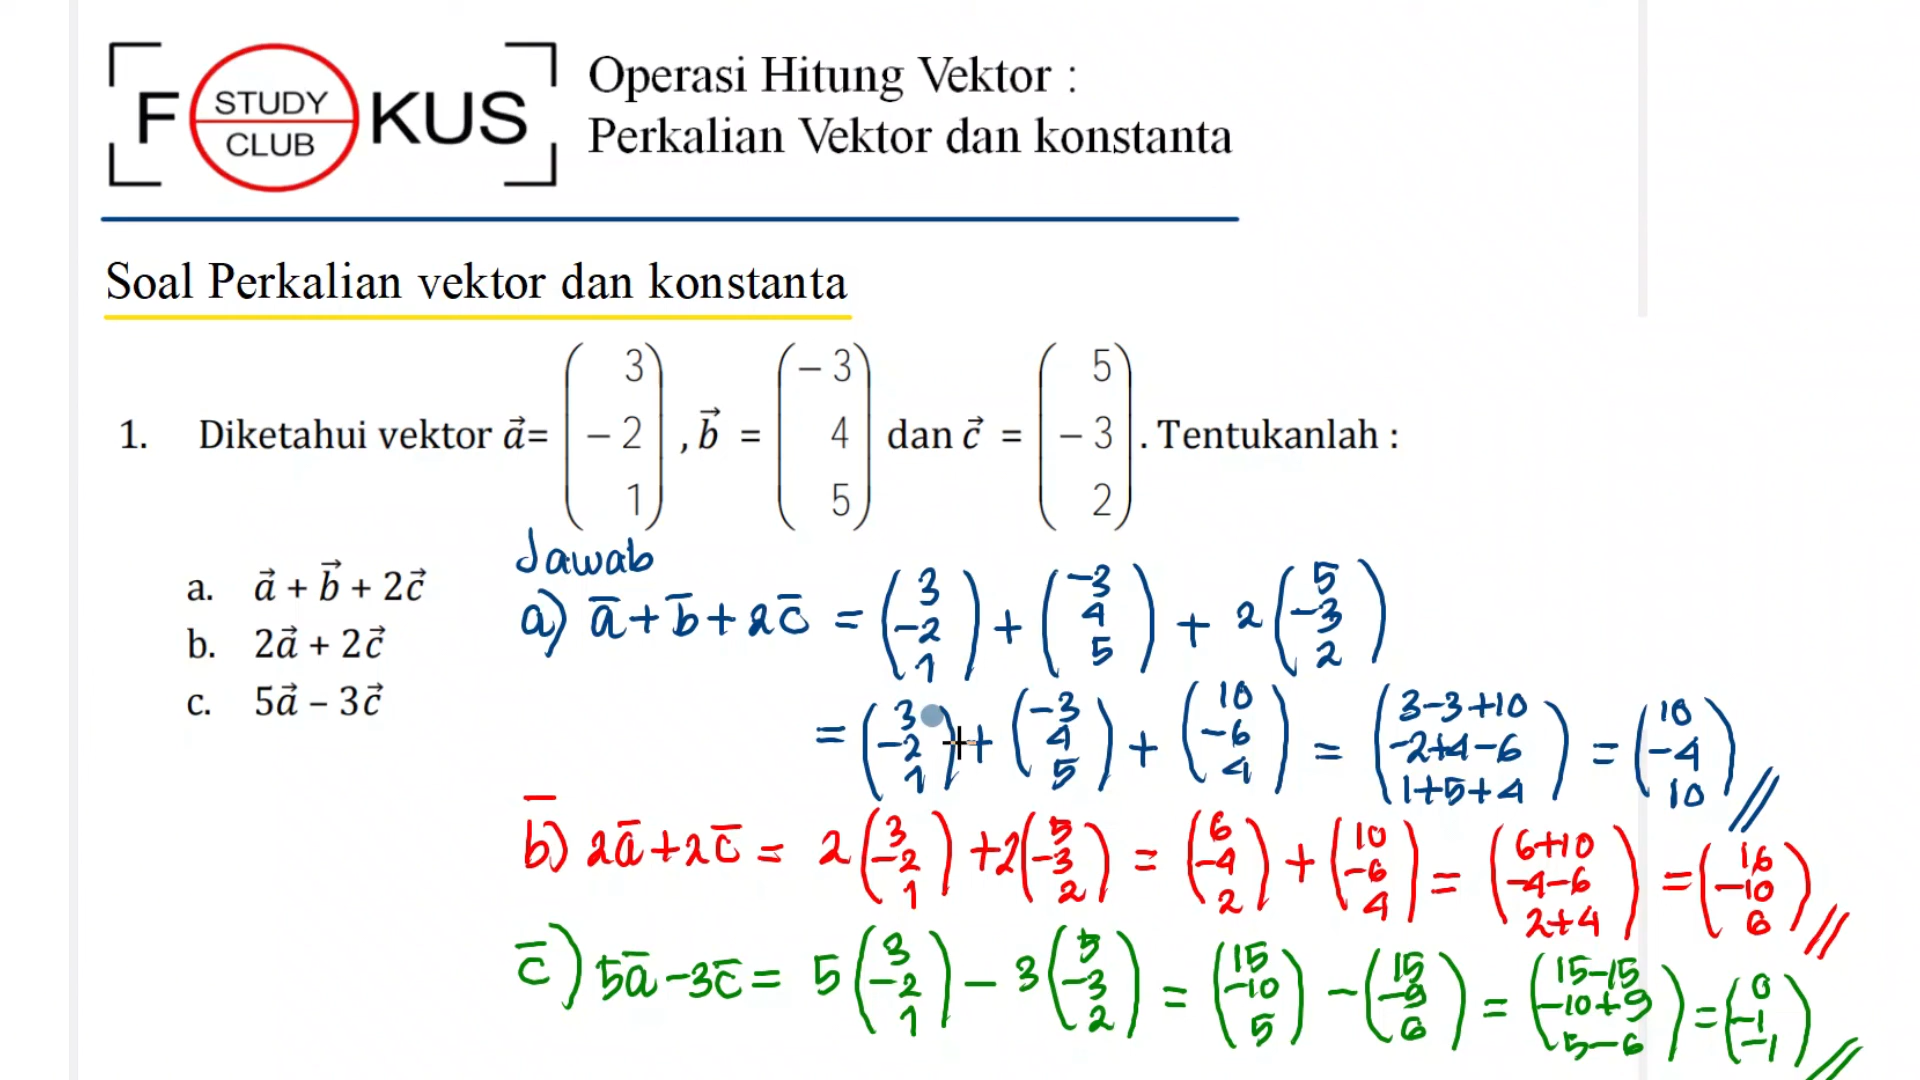 FOKUS
STUDY
CLUB
Operasi Hitung Vektor :
Perkalian Vektor dan konstanta
Soal Perkalian vektor dan konstanta
1. Diketahui vektor a⃗= (3 −2 1) , b⃗ = (−3 4 5) dan c⃗ = (5 −3 2) . Tentukanlah :
a. a⃗ + b⃗ + 2c⃗
b. 2a⃗ + 2c⃗
c. 5a⃗ − 3c⃗
Jawab
a) a̅ + b̅ + 2c̅ = (3 −2 1) + (−3 4 5) + 2 (5 −3 2)
= (3 −2 1) + (−3 4 5) + (10 −6 4) = (3−3+10 −2+4−6 1+5+4) = (10 −4 10) //
b) 2a̅ + 2c̅ = 2 (3 −2 1) + 2 (5 −3 2) = (6 −4 2) + (10 −6 4) = (6+10 −4−6 2+4) = (16 −10 6) //
c̅) 5a̅ − 3c̅ = 5 (3 −2 1) − 3 (5 −3 2) = (15 −10 5) − (15 −9 6) = (15−15 −10+9 5−6) = (0 −1 −1) //